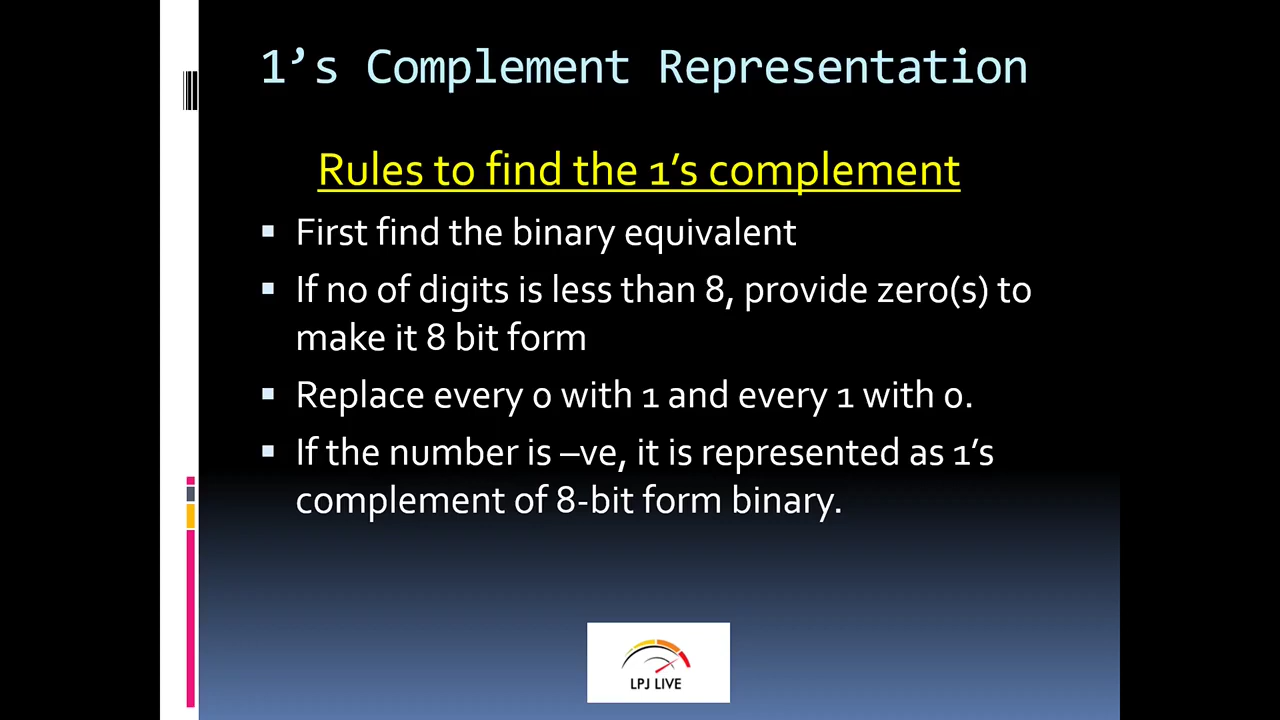 1’s Complement Representation
Rules to find the 1’s complement
First find the binary equivalent
If no of digits is less than 8, provide zero(s) to
make it 8 bit form
Replace every 0 with 1 and every 1 with 0.
If the number is –ve, it is represented as 1’s
complement of 8-bit form binary.
LPJ LIVE